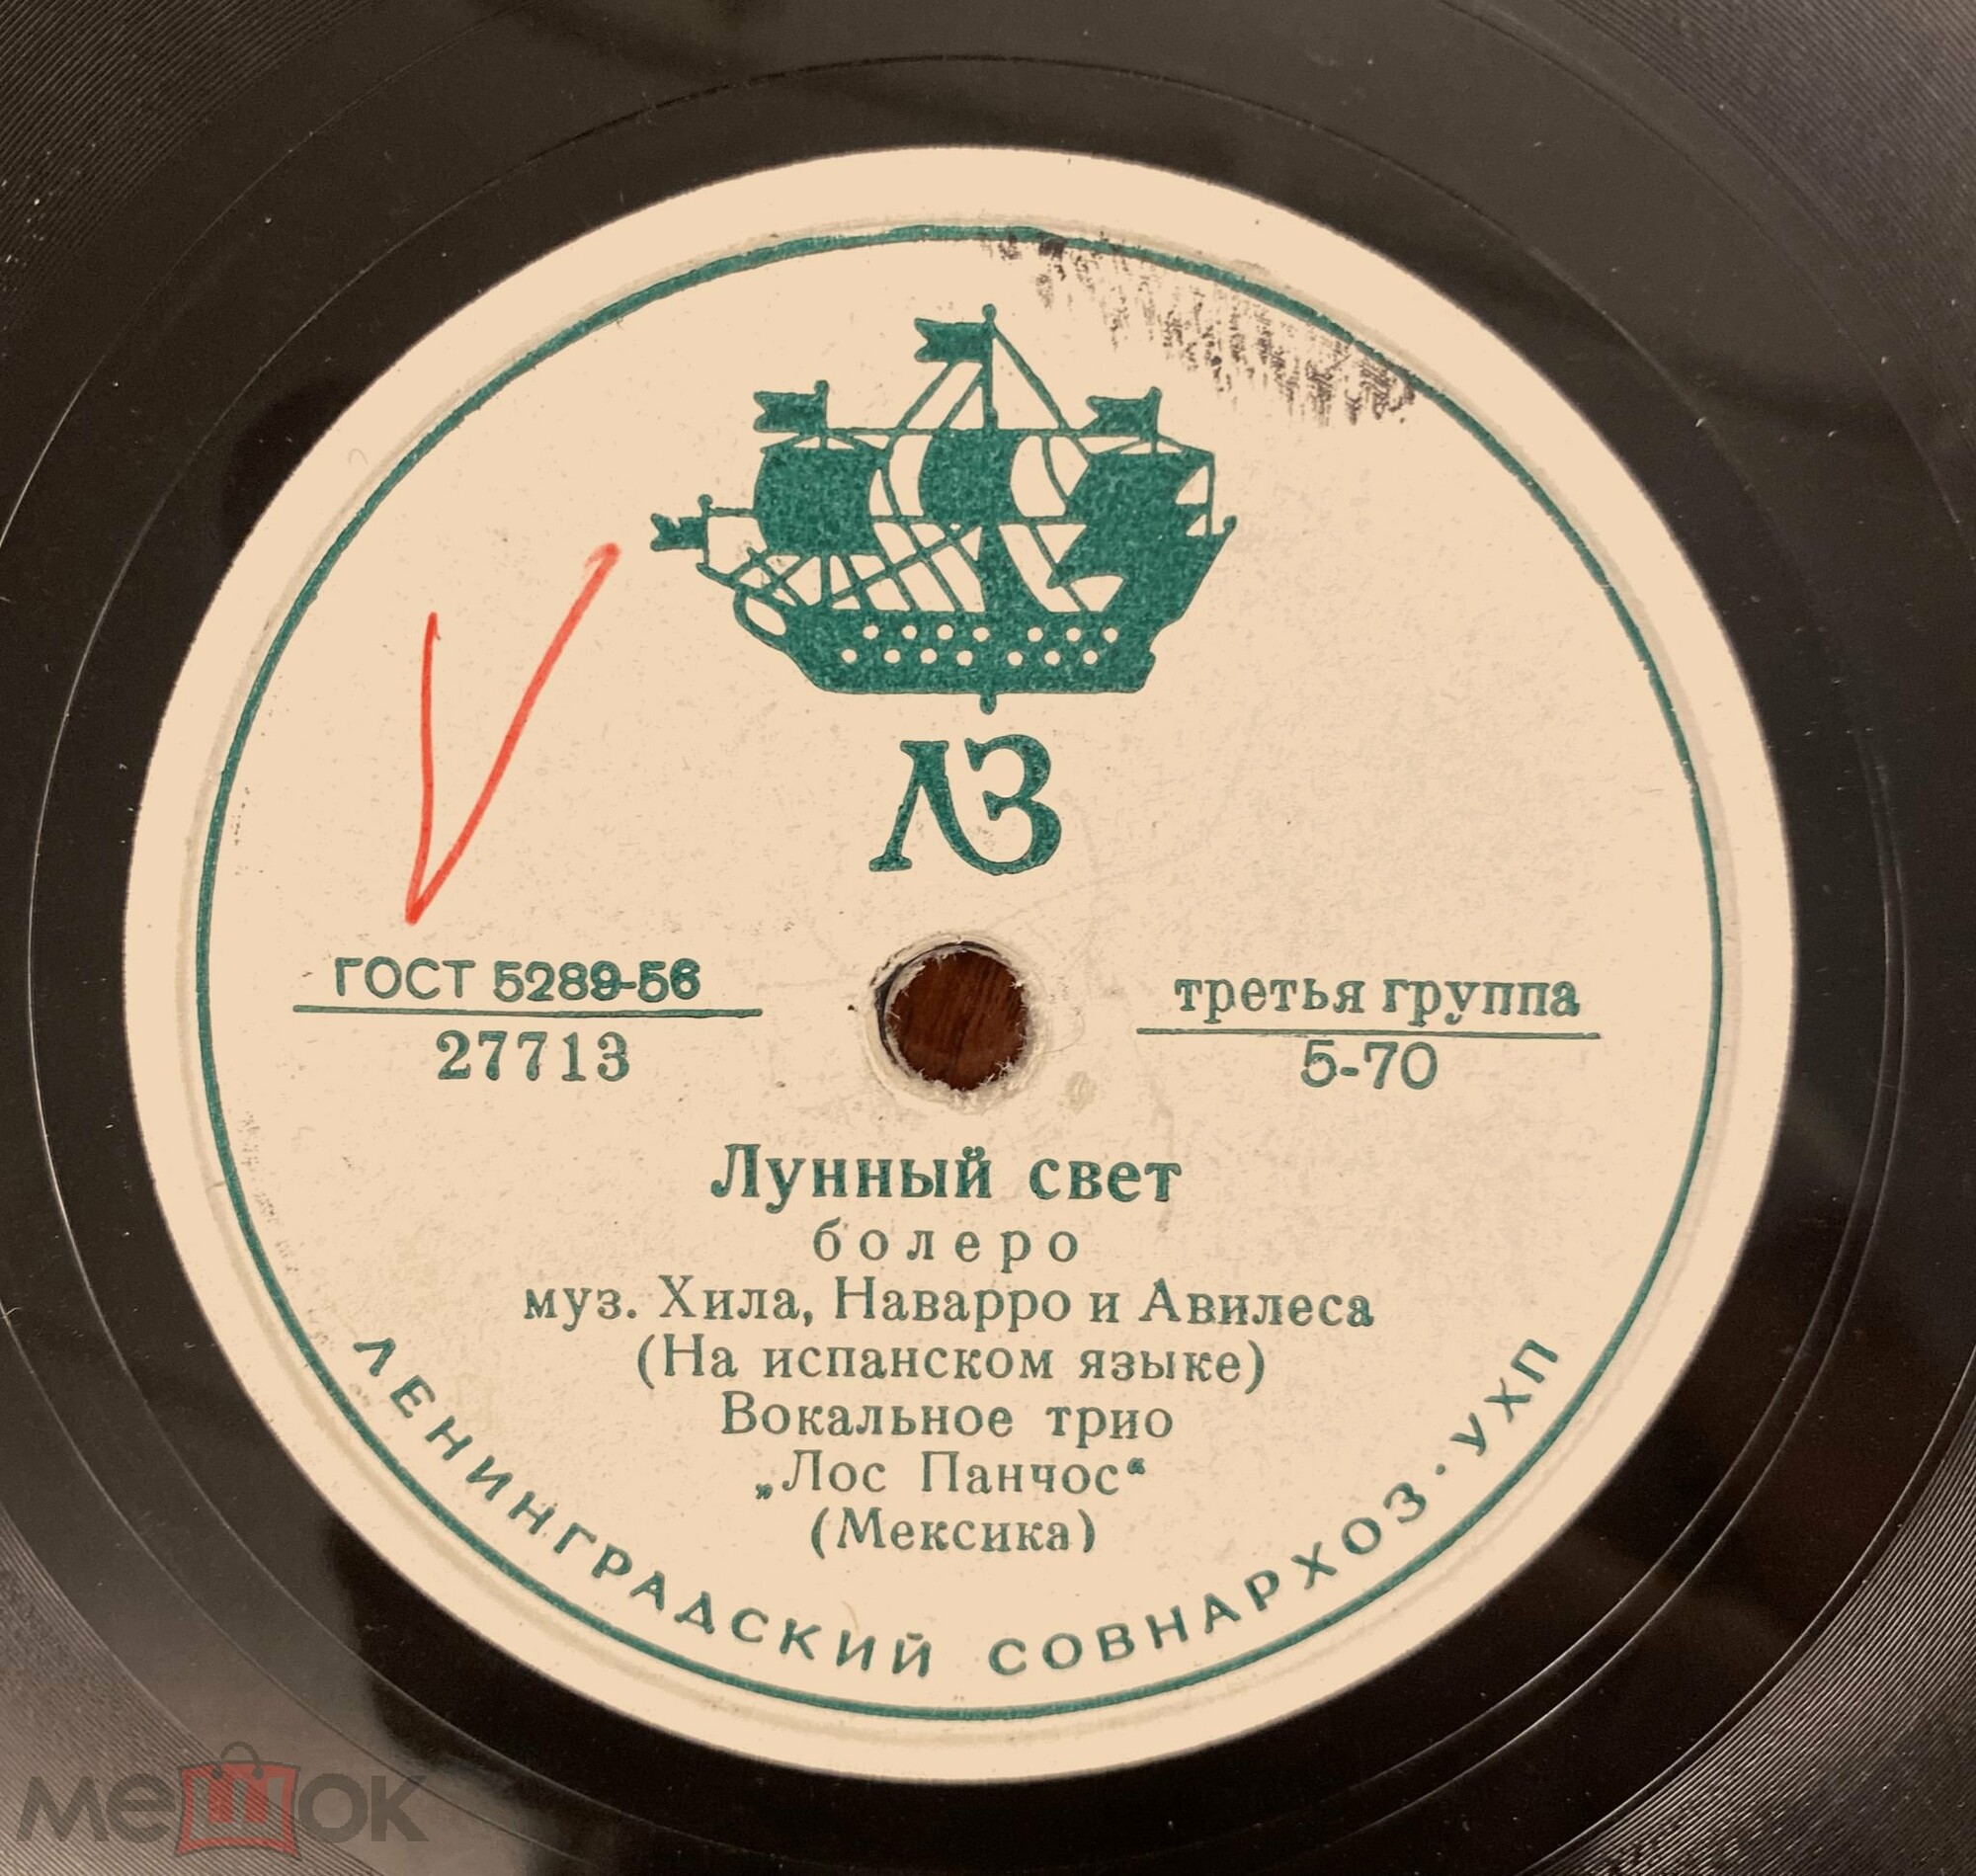 ЛЗ
ГОСТ 5289-56
27713
третья группа
5-70
Лунный свет
болеро
муз. Хила, Наварро и Авилеса
(На испанском языке)
Вокальное трио
„Лос Панчос“
(Мексика)
ЛЕНИНГРАДСКИЙ СОВНАРХОЗ·УХП
мешок